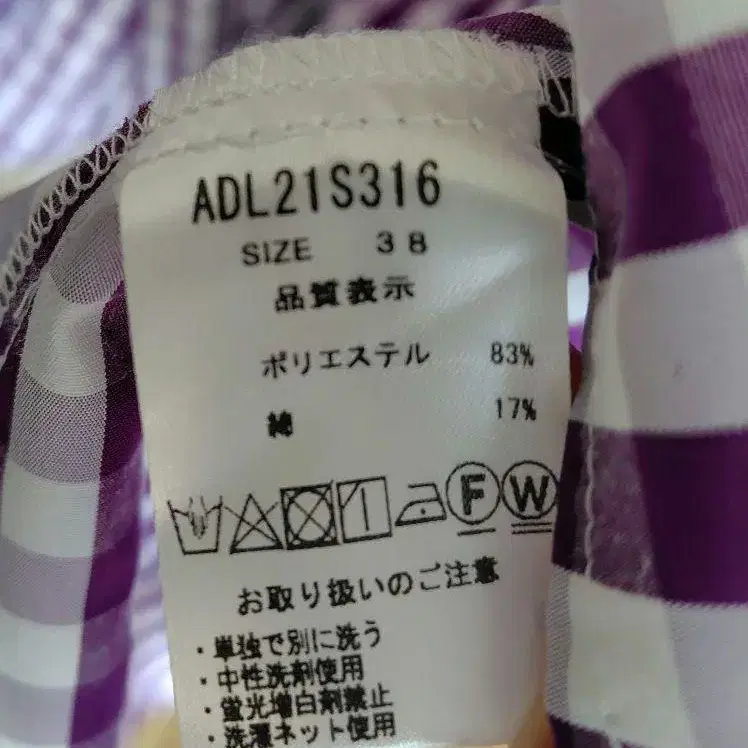 ADL21S316
SIZE 38
品質表示
ポリエステル 83%
綿 17%
F W
お取り扱いのご注意
・単独で別に洗う
・中性洗剤使用
・蛍光増白剤禁止
・洗濯ネット使用